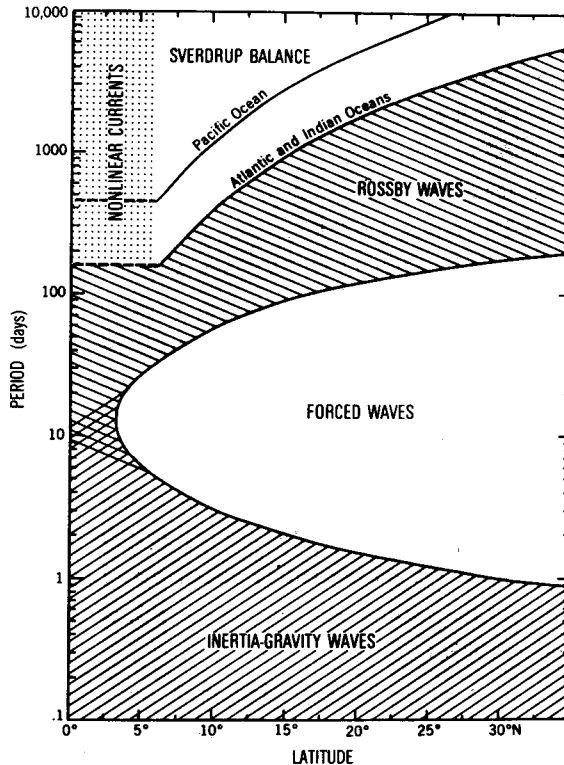 10,000
1000
100
10
1
.1
PERIOD (days)
NONLINEAR CURRENTS
SVERDRUP BALANCE
Pacific Ocean
Atlantic and Indian Oceans
ROSSBY WAVES
FORCED WAVES
INERTIA-GRAVITY WAVES
0° 5° 10° 15° 20° 25° 30°N
LATITUDE